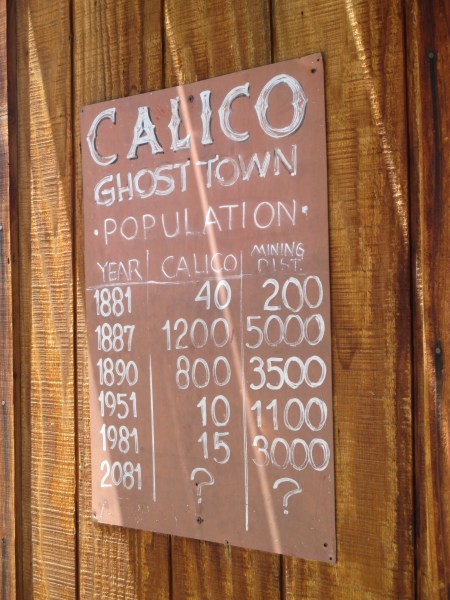 CALICO
GHOST TOWN
·POPULATION·
YEAR CALICO MINING DIST.
1881 40 200
1887 1200 5000
1890 800 3500
1951 10 1100
1981 15 3000
2081 ? ?